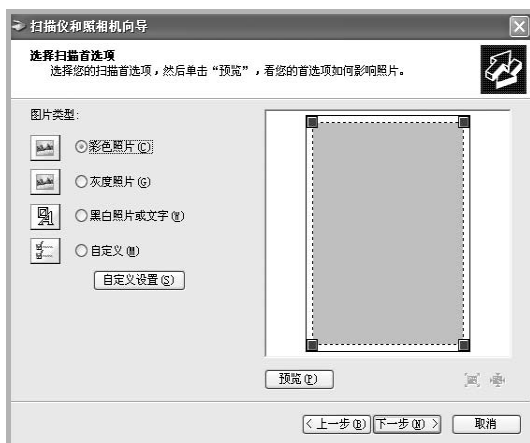 扫描仪和照相机向导
选择扫描首选项
选择您的扫描首选项，然后单击“预览”，看您的首选项如何影响照片。
图片类型:
彩色照片(C)
灰度照片(G)
黑白照片或文字(W)
自定义(M)
自定义设置(S)
预览(P)
< 上一步(B) 下一步(N) > 取消